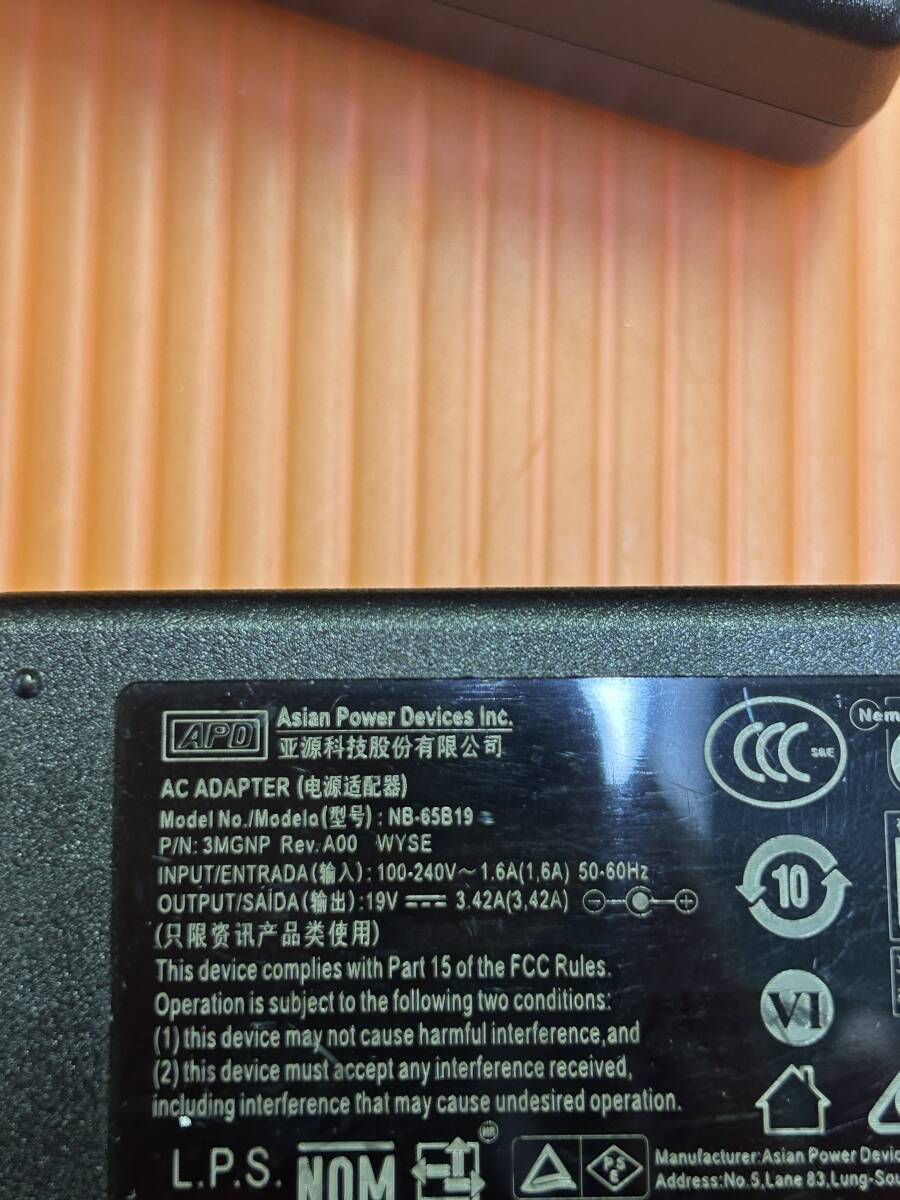 APD
Asian Power Devices Inc.
亚源科技股份有限公司
AC ADAPTER (电源适配器)
Model No./Modelo(型号) : NB-65B19
P/N: 3MGNP Rev. A00 WYSE
INPUT/ENTRADA(输入) : 100-240V～ 1.6A(1,6A) 50-60Hz
OUTPUT/SAÍDA(输出) :19V 3.42A(3,42A)
(只限资讯产品类使用)
This device complies with Part 15 of the FCC Rules.
Operation is subject to the following two conditions:
(1) this device may not cause harmful interference,and
(2) this device must accept any interference received,
including interference that may cause undesired operation.
CCC
S&E
Nem
10
VI
L.P.S.
NOM
PSE
Manufacturer:Asian Power Devic
Address:No.5,Lane 83,Lung-Sou